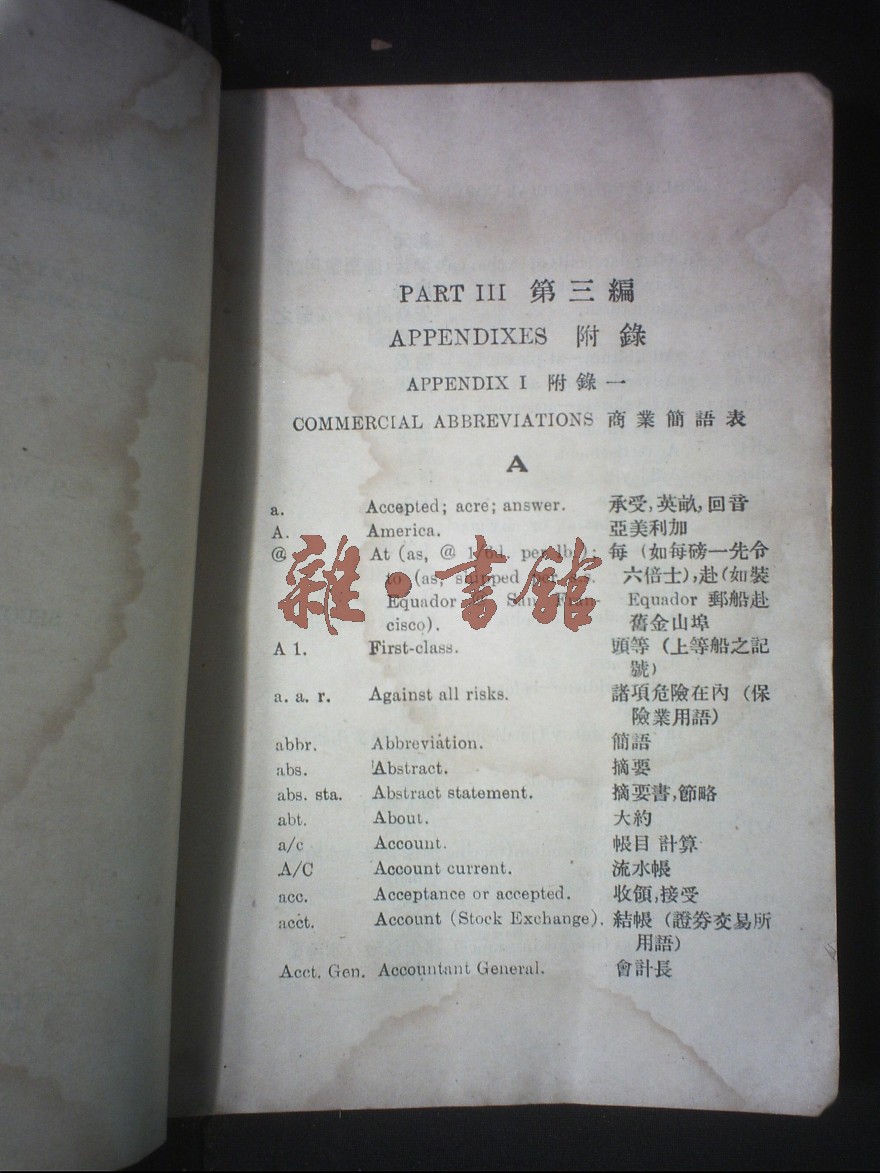 PART III 第三編
APPENDIXES 附錄
APPENDIX I 附錄一
COMMERCIAL ABBREVIATIONS 商業簡語表
A
a. Accepted; acre; answer. 承受,英畝,回音
A. America. 亞美利加
@ At (as, @ 1/6d. per lb.); 每（如每磅一先令
to (as, shipped per s.s. 六倍士),赴(如裝
Equador @ San Fran- Equador 郵船赴
cisco). 舊金山埠
A 1. First-class. 頭等（上等船之記
號)
a. a. r. Against all risks. 諸項危險在內（保
險業用語)
abbr. Abbreviation. 簡語
abs. Abstract. 摘要
abs. sta. Abstract statement. 摘要書,節略
abt. About. 大約
a/c Account. 帳目 計算
A/C Account current. 流水帳
acc. Acceptance or accepted. 收領,接受
acct. Account (Stock Exchange). 結帳（證券交易所
用語)
Acct. Gen. Accountant General. 會計長
雜·書館